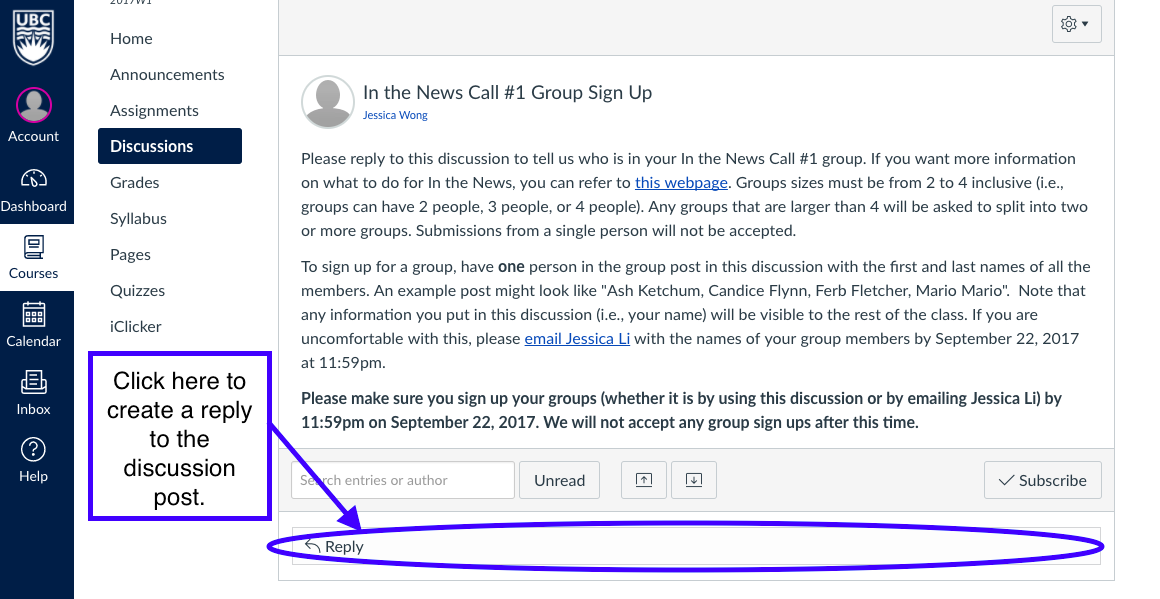 2017W1
UBC
Account
Dashboard
Courses
Calendar
Inbox
Help
Home
Announcements
Assignments
Discussions
Grades
Syllabus
Pages
Quizzes
iClicker
Click here to
create a reply
to the
discussion
post.
In the News Call #1 Group Sign Up
Jessica Wong
Please reply to this discussion to tell us who is in your In the News Call #1 group. If you want more information
on what to do for In the News, you can refer to this webpage. Groups sizes must be from 2 to 4 inclusive (i.e.,
groups can have 2 people, 3 people, or 4 people). Any groups that are larger than 4 will be asked to split into two
or more groups. Submissions from a single person will not be accepted.
To sign up for a group, have one person in the group post in this discussion with the first and last names of all the
members. An example post might look like "Ash Ketchum, Candice Flynn, Ferb Fletcher, Mario Mario".  Note that
any information you put in this discussion (i.e., your name) will be visible to the rest of the class. If you are
uncomfortable with this, please email Jessica Li with the names of your group members by September 22, 2017
at 11:59pm.
Please make sure you sign up your groups (whether it is by using this discussion or by emailing Jessica Li) by
11:59pm on September 22, 2017. We will not accept any group sign ups after this time.
Search entries or author
Unread
Subscribe
Reply